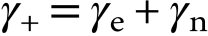 γ₊ = γₑ + γₙ